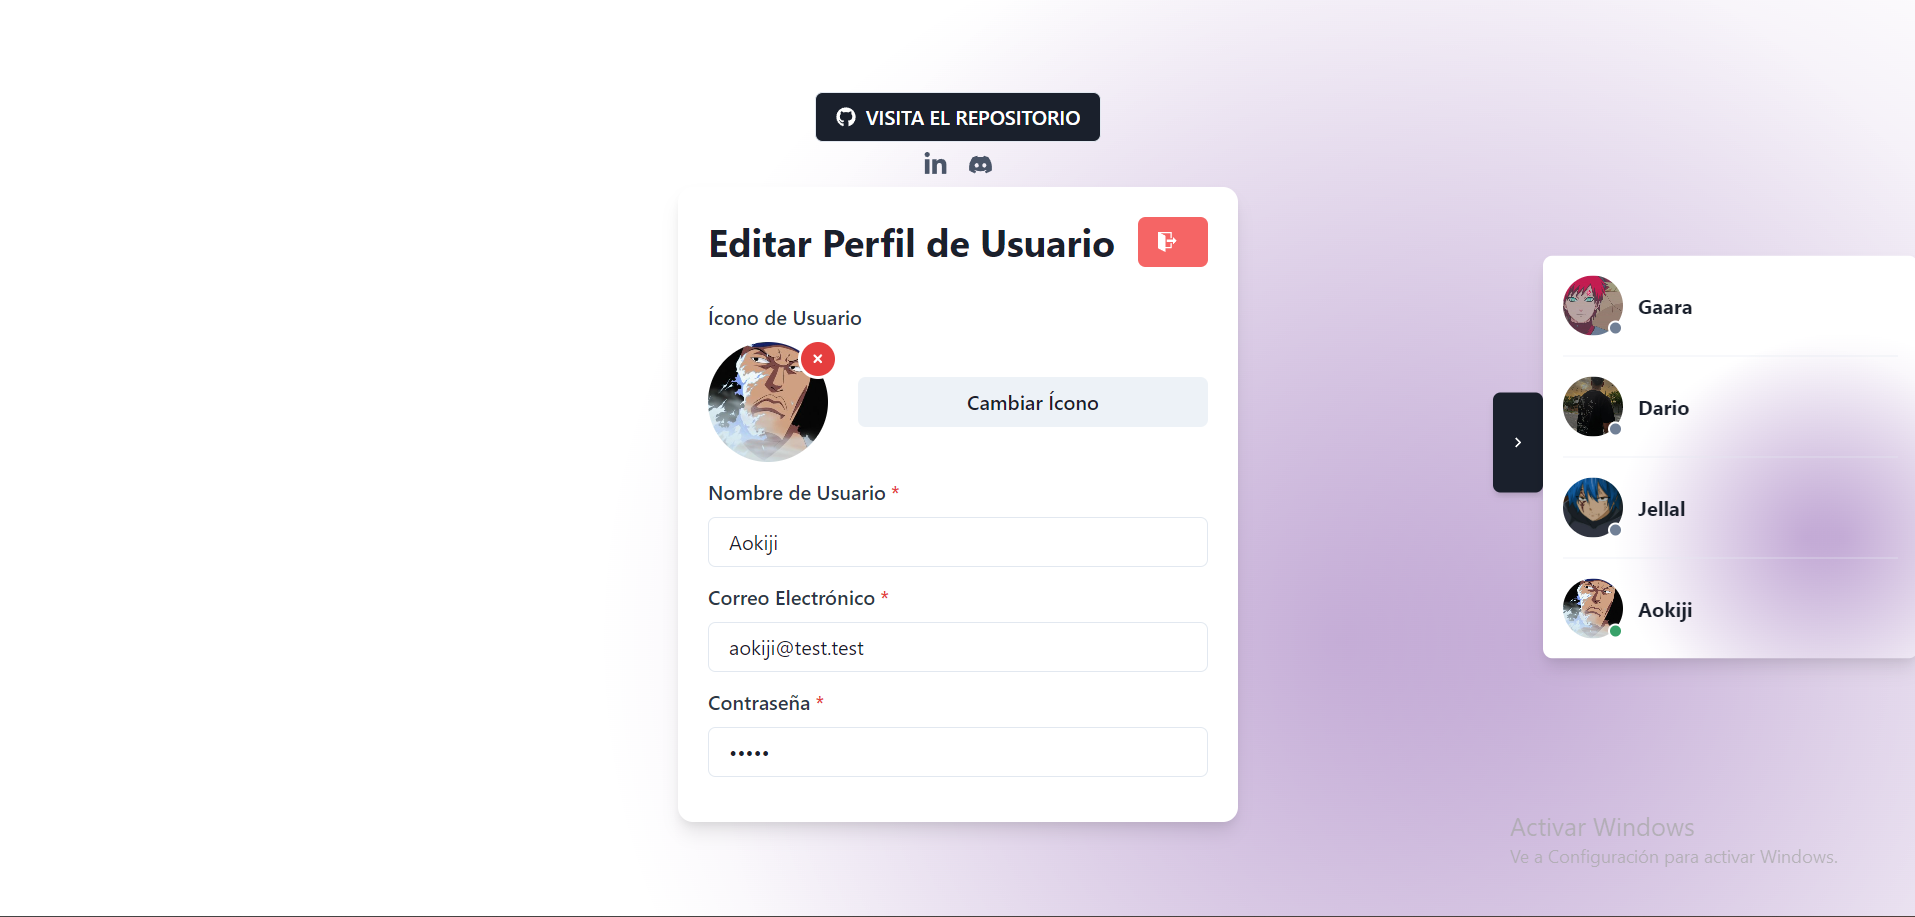 VISITA EL REPOSITORIO
Editar Perfil de Usuario
Ícono de Usuario
Cambiar Ícono
Nombre de Usuario *
Aokiji
Correo Electrónico *
aokiji@test.test
Contraseña *
•••••
Gaara
Dario
Jellal
Aokiji
Activar Windows
Ve a Configuración para activar Windows.